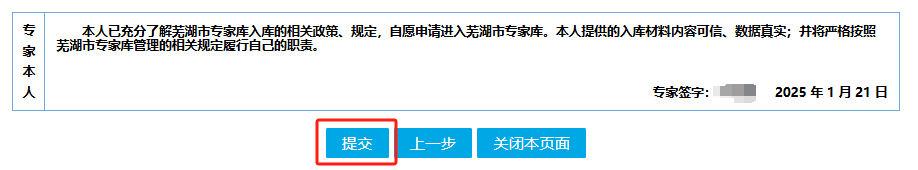 专家本人
本人已充分了解芜湖市专家库入库的相关政策、规定，自愿申请进入芜湖市专家库。本人提供的入库材料内容可信、数据真实；并将严格按照
芜湖市专家库管理的相关规定履行自己的职责。
专家签字： 2025 年 1 月 21 日
提交 上一步 关闭本页面